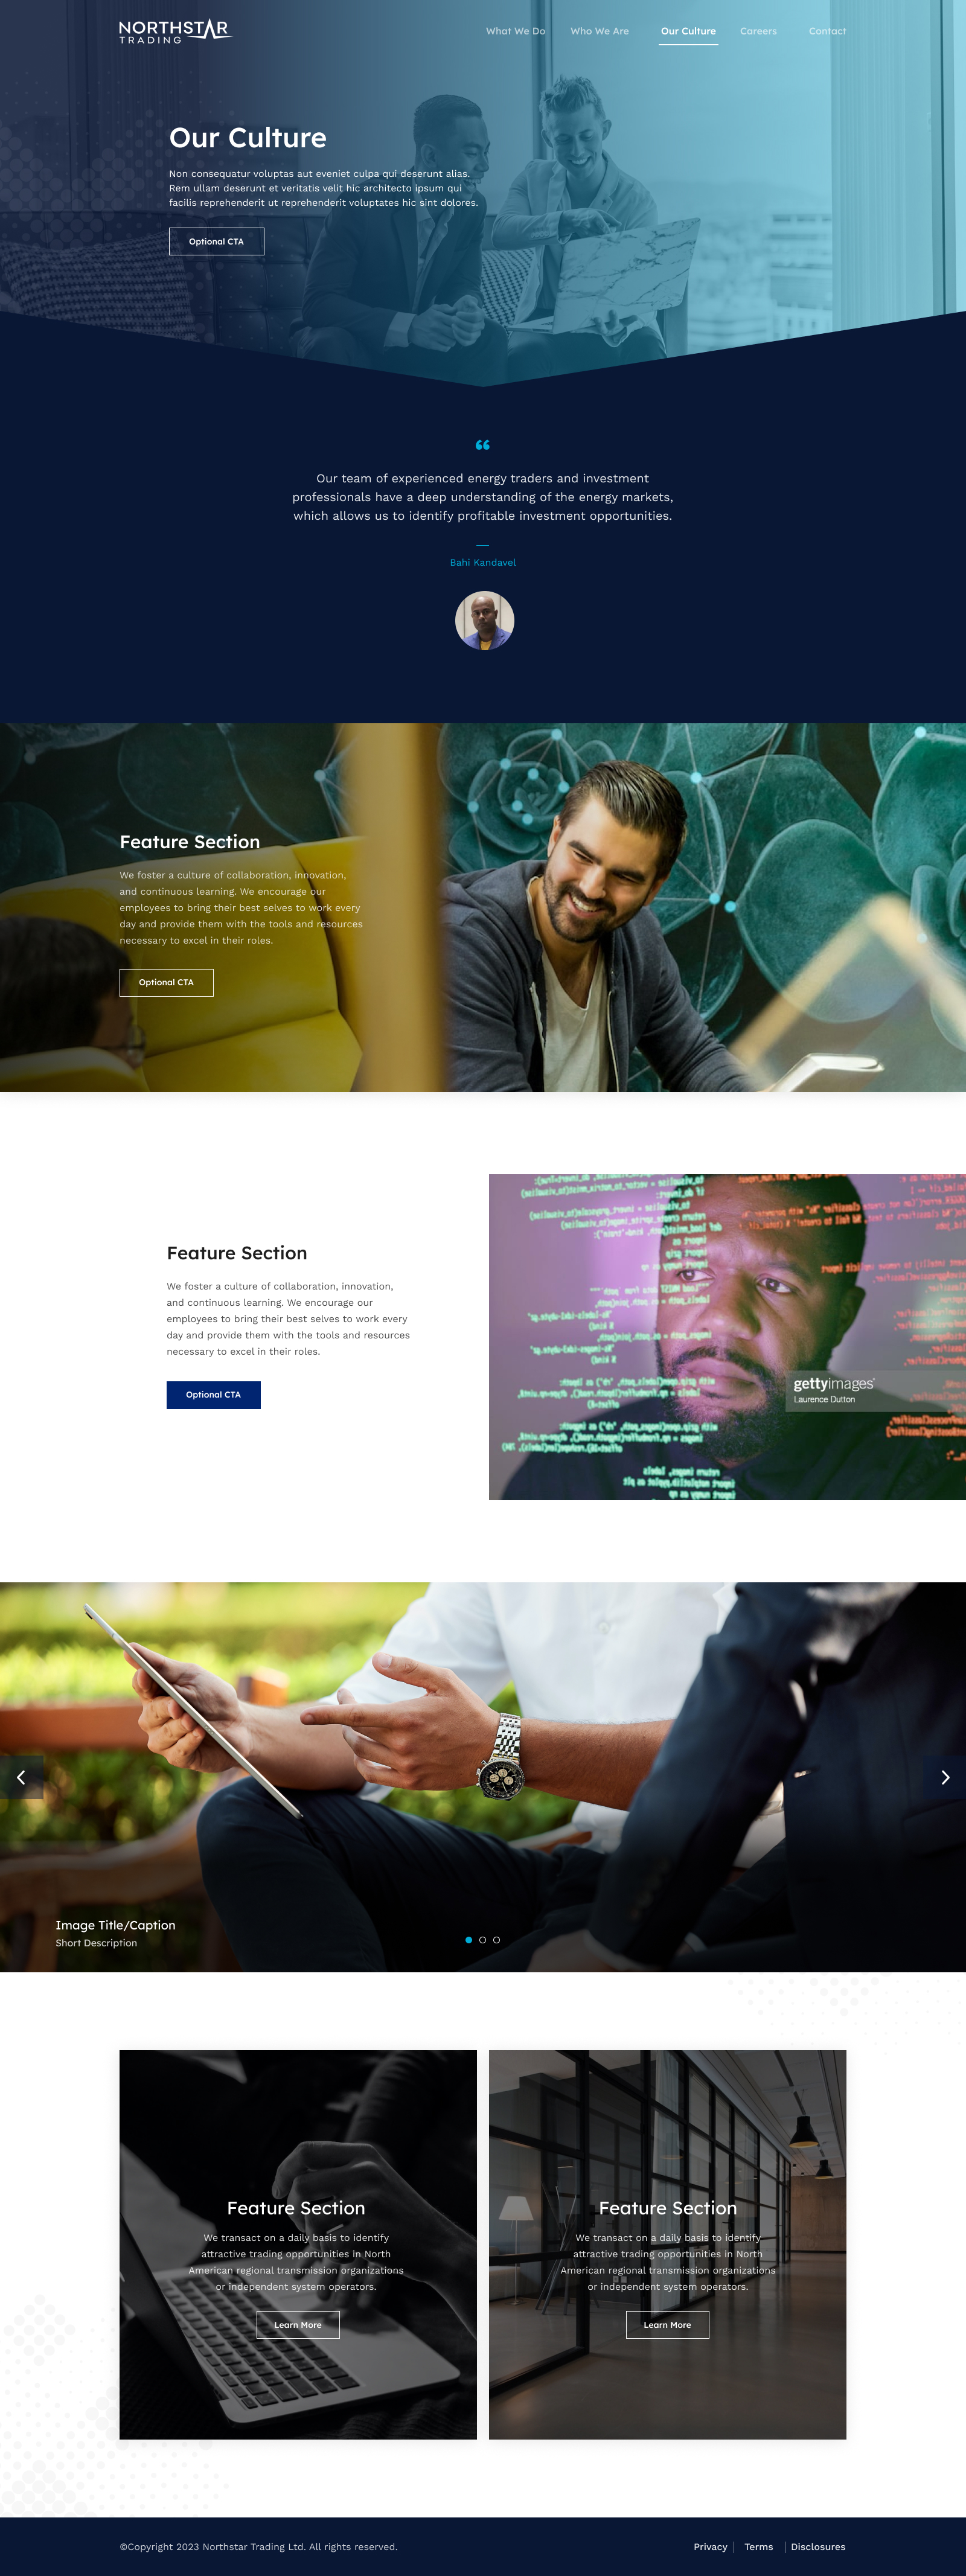 NORTHSTAR
TRADING
What We Do
Who We Are
Our Culture
Careers
Contact
Our Culture
Non consequatur voluptas aut eveniet culpa qui deserunt alias.
Rem ullam deserunt et veritatis velit hic architecto ipsum qui
facilis reprehenderit ut reprehenderit voluptates hic sint dolores.
Optional CTA
“
Our team of experienced energy traders and investment
professionals have a deep understanding of the energy markets,
which allows us to identify profitable investment opportunities.
Bahi Kandavel
Feature Section
We foster a culture of collaboration, innovation,
and continuous learning. We encourage our
employees to bring their best selves to work every
day and provide them with the tools and resources
necessary to excel in their roles.
Optional CTA
Feature Section
We foster a culture of collaboration, innovation,
and continuous learning. We encourage our
employees to bring their best selves to work every
day and provide them with the tools and resources
necessary to excel in their roles.
Optional CTA
gettyimages
Laurence Dutton
Image Title/Caption
Short Description
Feature Section
We transact on a daily basis to identify
attractive trading opportunities in North
American regional transmission organizations
or independent system operators.
Learn More
Feature Section
We transact on a daily basis to identify
attractive trading opportunities in North
American regional transmission organizations
or independent system operators.
Learn More
©Copyright 2023 Northstar Trading Ltd. All rights reserved.
Privacy
Terms
Disclosures